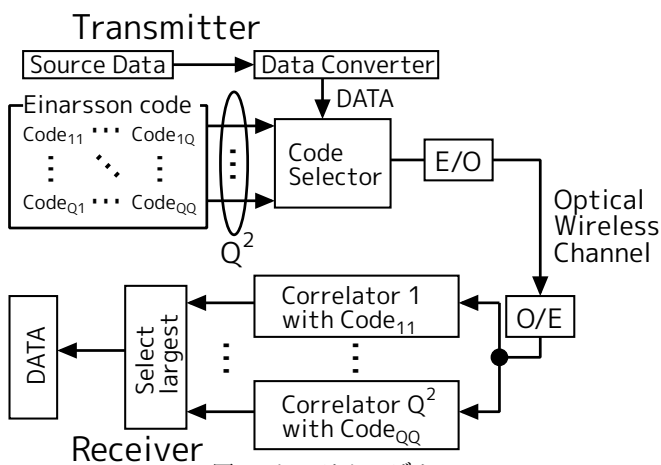 Transmitter
Source Data
Data Converter
DATA
Einarsson code
Code11 ⋯ Code1Q
CodeQ1 ⋯ CodeQQ
Q2
Code
Selector
E/O
Optical
Wireless
Channel
O/E
Correlator 1
with Code11
Correlator Q2
with CodeQQ
Select
largest
DATA
Receiver